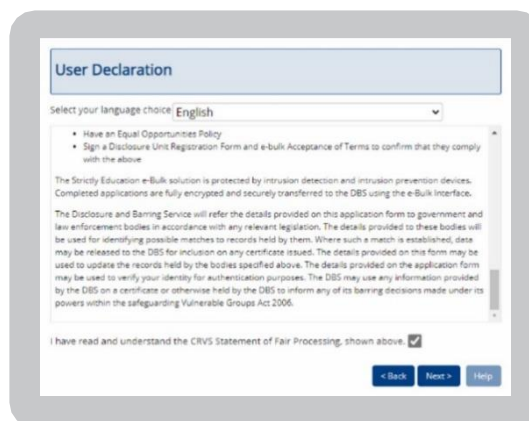 User Declaration
Select your language choice English
• Have an Equal Opportunities Policy
• Sign a Disclosure Unit Registration Form and e-bulk Acceptance of Terms to confirm that they comply
with the above
The Strictly Education e-Bulk solution is protected by intrusion detection and intrusion prevention devices.
Completed applications are fully encrypted and securely transferred to the DBS using the e-Bulk Interface.
The Disclosure and Barring Service will refer the details provided on this application form to government and
law enforcement bodies in accordance with any relevant legislation. The details provided to these bodies will
be used for identifying possible matches to records held by them. Where such a match is established, data
may be released to the DBS for inclusion on any certificate issued. The details provided on this form may be
used to update the records held by the bodies specified above. The details provided on the application form
may be used to verify your identity for authentication purposes. The DBS may use any information provided
by the DBS on a certificate or otherwise held by the DBS to inform any of its barring decisions made under its
powers within the safeguarding Vulnerable Groups Act 2006.
I have read and understand the CRVS Statement of Fair Processing, shown above.
< Back Next > Help